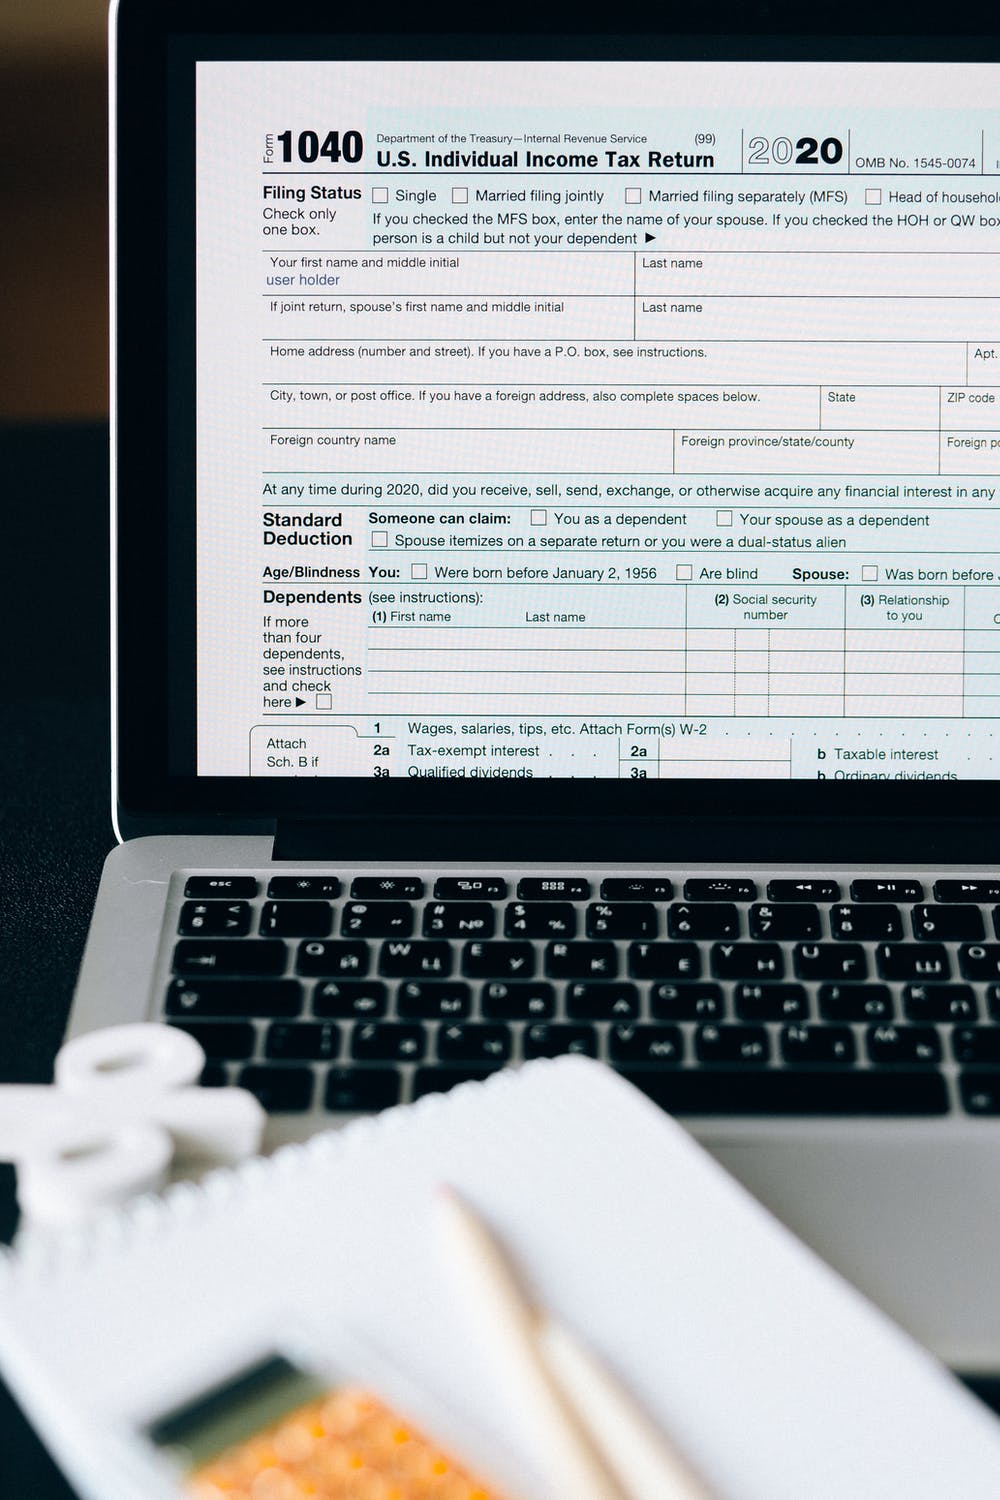 Form 1040 Department of the Treasury—Internal Revenue Service (99)
U.S. Individual Income Tax Return 2020 OMB No. 1545-0074
Filing Status Single Married filing jointly Married filing separately (MFS) Head of
Check only
one box.
If you checked the MFS box, enter the name of your spouse. If you checked the HOH or QW
person is a child but not your dependent ▶
Your first name and middle initial Last name
user holder
If joint return, spouse's first name and middle initial Last name
Home address (number and street). If you have a P.O. box, see instructions. Apt.
City, town, or post office. If you have a foreign address, also complete spaces below. State ZIP code
Foreign country name Foreign province/state/county Foreign
At any time during 2020, did you receive, sell, send, exchange, or otherwise acquire any financial interest in any
Standard Deduction
Someone can claim: You as a dependent Your spouse as a dependent
Spouse itemizes on a separate return or you were a dual-status alien
Age/Blindness You: Were born before January 2, 1956 Are blind Spouse: Was born before
Dependents (see instructions): (2) Social security number (3) Relationship to you
(1) First name Last name
If more
than four
dependents,
see instructions
and check
here ▶
Attach
Sch. B if
1 Wages, salaries, tips, etc. Attach Form(s) W-2
2a Tax-exempt interest . . . 2a b Taxable interest
3a Qualified dividends . . . 3a b Ordinary dividends
esc F1 F2 F3 F4 F5 F6 F7 F8 F9
± § < > ! 1 @ 2 " # 3 № $ 4 % % 5 : ^ 6 , & 7 . * 8 ; ( 9
Q Й W Ц E У R К T Е Y Н U Г I Ш O
A S Ы D F А G П H Р J О K Л